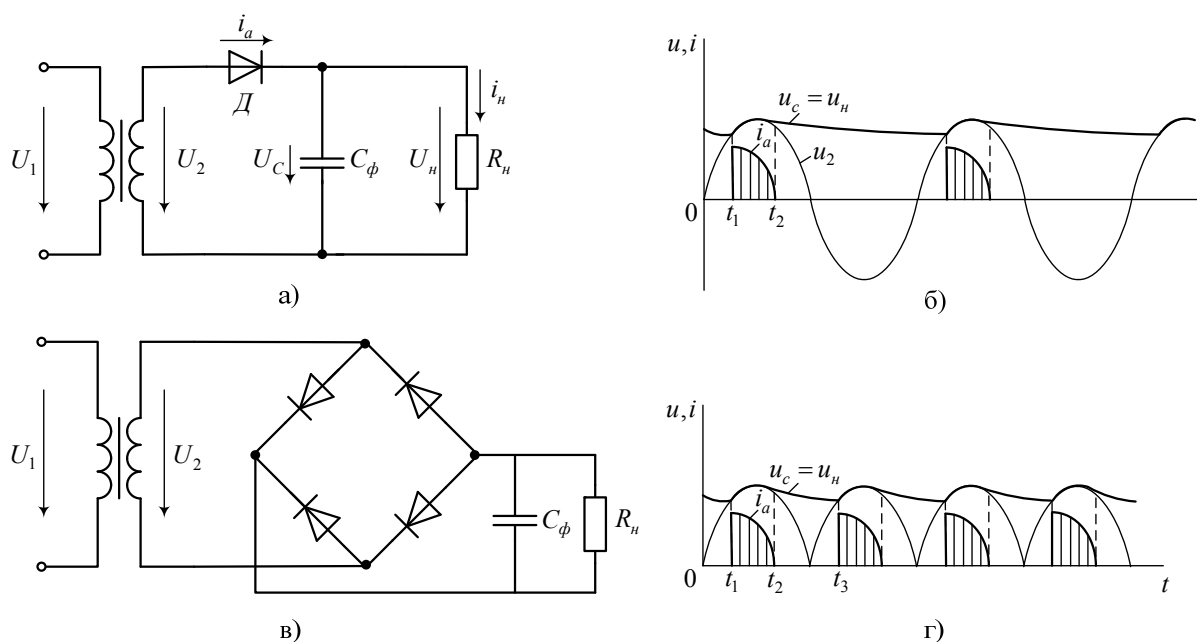 i_a
Д
U_1
U_2
U_C
C_ф
U_н
i_н
R_н
а)
u, i
u_c = u_н
i_a
u_2
0
t_1
t_2
б)
U_1
U_2
C_ф
R_н
в)
u, i
u_c = u_н
i_a
0
t_1
t_2
t_3
t
г)